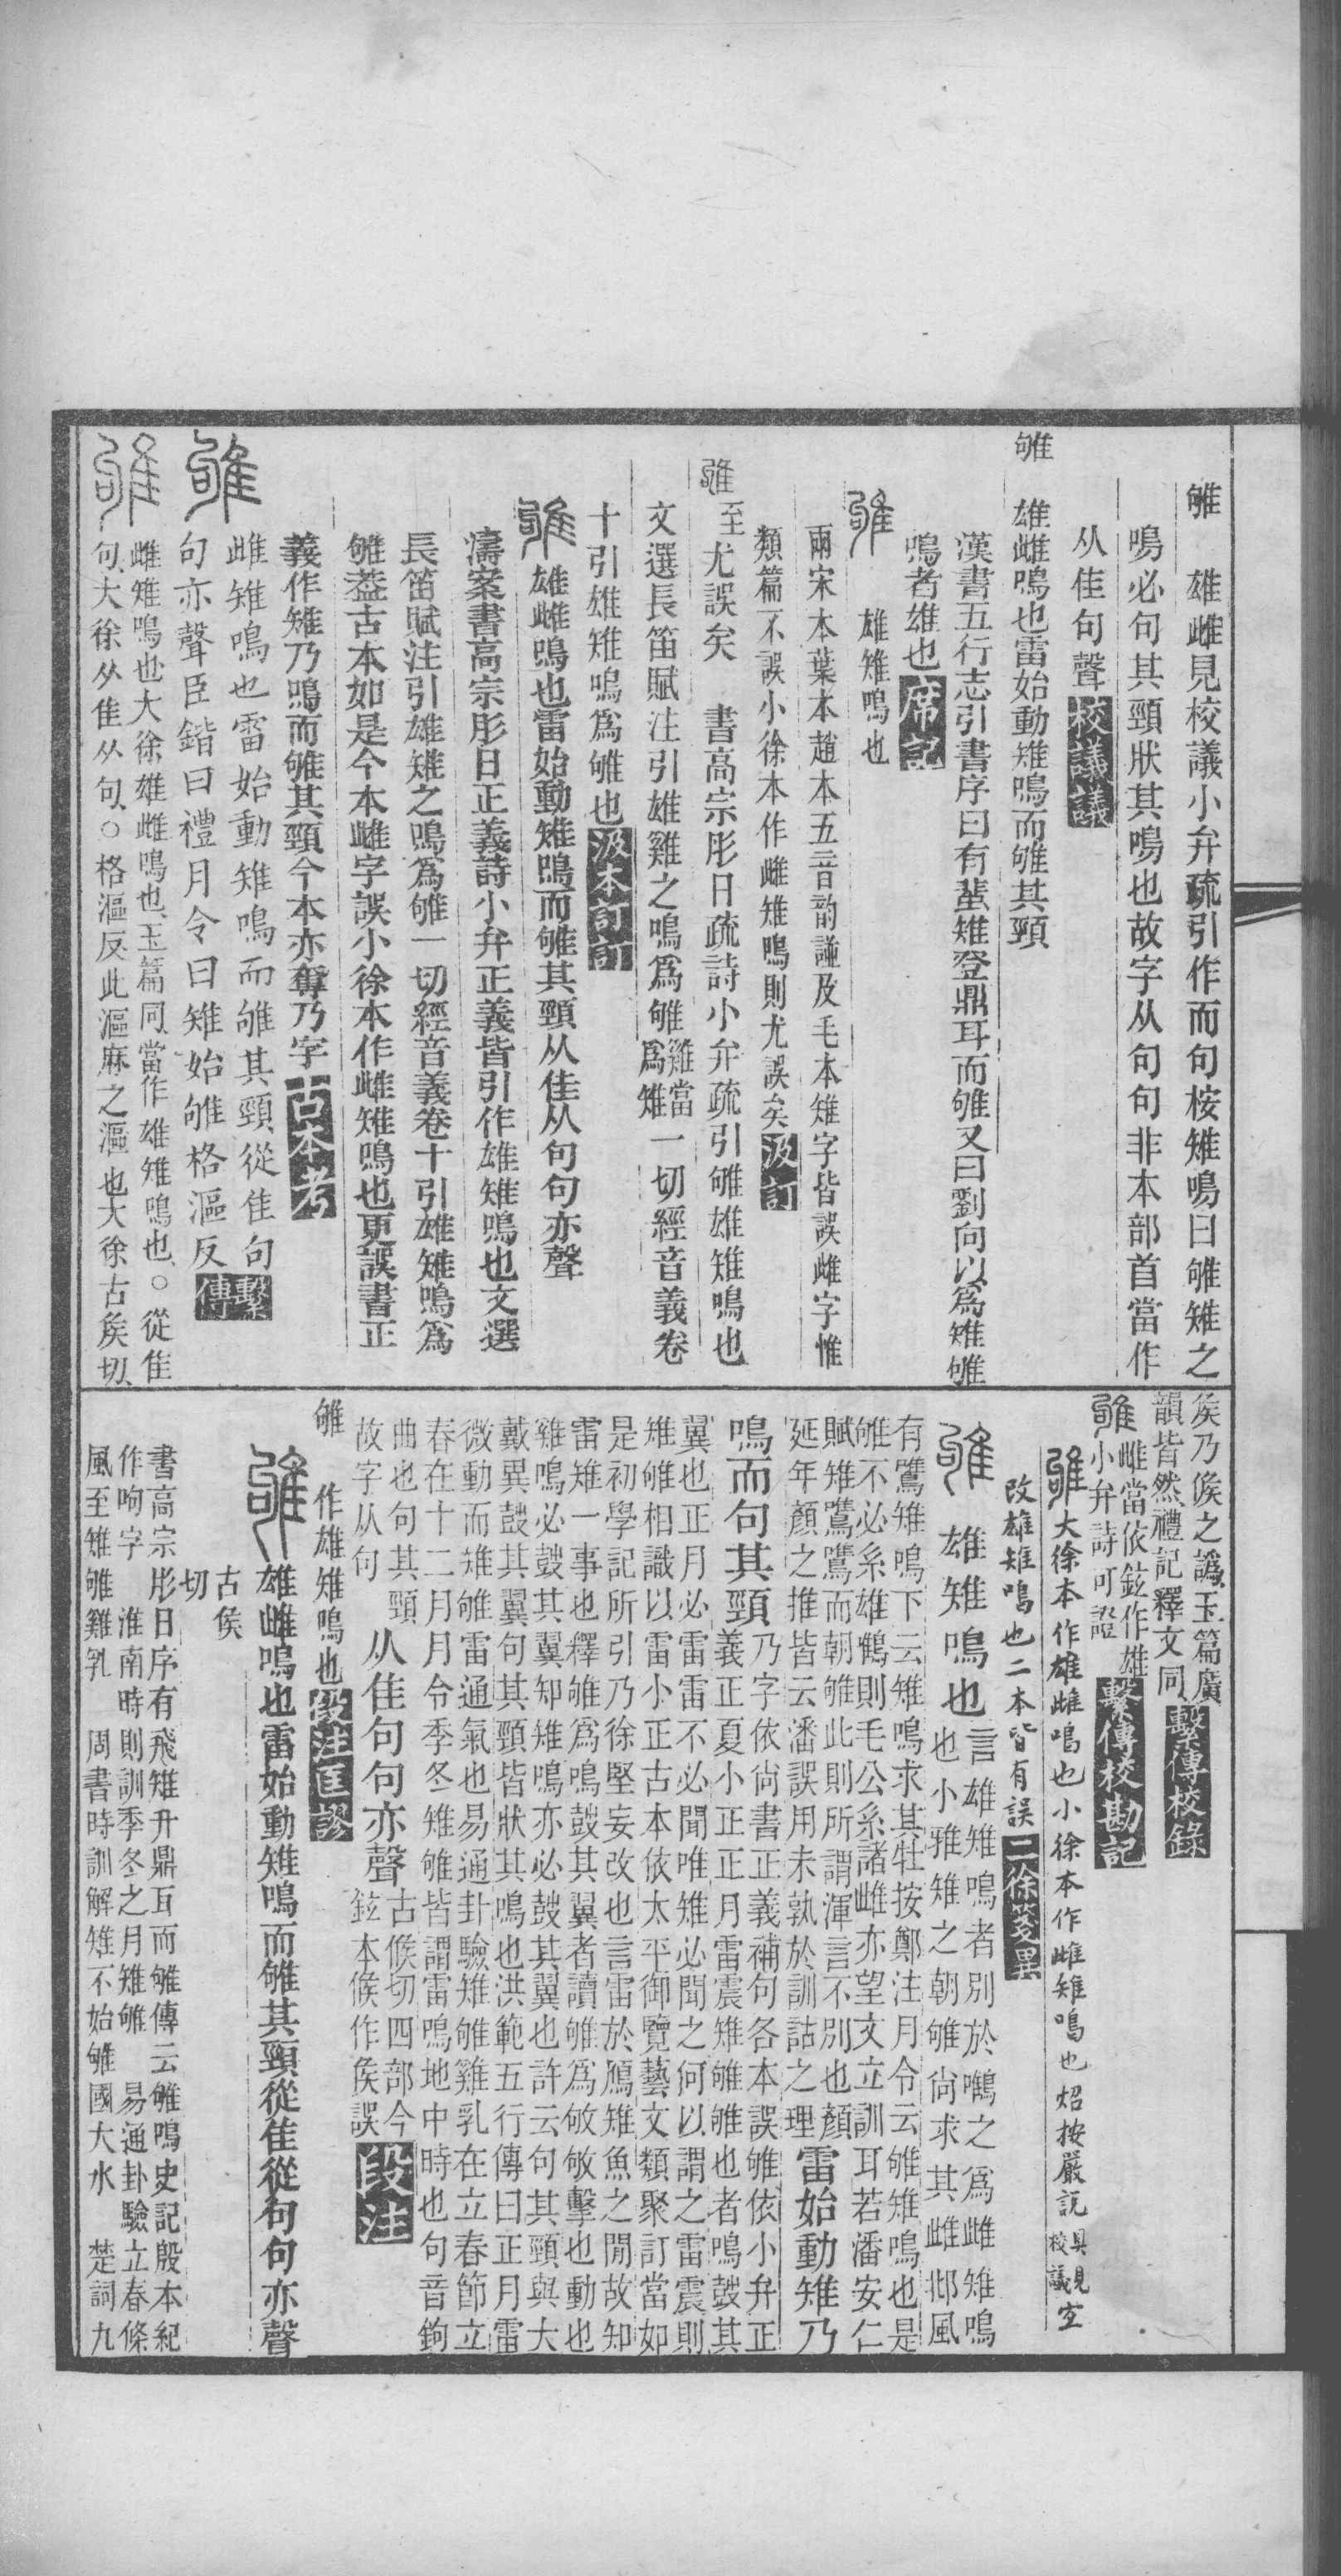 雊　雄雌見校議小弁疏引作而句桉雉鳴曰雊雉之
鳴必句其頸狀其鳴也故字从句句非本部首當作
从隹句聲校議議
雊　雄雌鳴也雷始動雉鳴而雊其頸
漢書五行志引書序曰有蜚雉登鼎耳而雊又曰劉向以爲雉雊
鳴者雄也席記
雊　雄雉鳴也
兩宋本葉本趙本五音韵譜及毛本雉字皆誤雌字惟
類篇不誤小徐本作雌雉鳴則尤誤矣汲訂
雊　至尤誤矣　書高宗肜日疏詩小弁疏引雊雄雉鳴也
文選長笛賦注引雄雞之鳴爲雊雞當爲雉一切經音義卷
十引雄雉鳴爲雊也汲本訂訂
雊　雄雌鳴也雷始動雉鳴而雊其頸从隹从句句亦聲
濤案書高宗肜日正義詩小弁正義皆引作雄雉鳴也文選
長笛賦注引雄雉之鳴爲雊一切經音義卷十引雄雉鳴爲
雊葢古本如是今本雌字誤小徐本作雌雉鳴也更誤書正
義作雉乃鳴而雊其頸今本亦奪乃字古本考
雊　雌雉鳴也雷始動雉鳴而雊其頸從隹句
句亦聲臣鍇曰禮月令曰雉始雊格漚反繫傳
雊　雌雉鳴也大徐雄雌鳴也玉篇同當作雄雉鳴也○從隹
句大徐从隹从句○格漚反此漚麻之漚也大徐古矦切
矦乃候之譌玉篇廣
韻皆然禮記釋文同繫傳校錄
雊　雌當依鉉作雄
小弁詩可證繫傳校勘記
雊　大徐本作雄雌鳴也小徐本作雌雉鳴也炤按嚴說具見校議宜
改雄雉鳴也二本皆有誤二徐箋異
雊　雄雉鳴也言雄雉鳴者別於鴝之爲雌雉鳴
也小雅雉之朝雊尙求其雌邶風
有鷕雉鳴下云雉鳴求其牡按鄭注月令云雊雉鳴也是
雊不必系雄鷕則毛公系諸雌亦望文立訓耳若潘安仁
賦雉鷕鷕而朝雊此則所謂渾言不別也顏
延年顏之推皆云潘誤用未孰於訓詁之理雷始動雉乃
鳴而句其頸乃字依尙書正義補句各本誤雊依小弁正
義正夏小正正月雷震雉雊雊也者鳴鼓其
翼也正月必雷雷不必聞唯雉必聞之何以謂之雷震則
雉雊相識以雷小正古本依太平御覽藝文類聚訂當如
是初學記所引乃徐堅妄改也言雷於鴈雉魚之閒故知
雷雉一事也釋雊爲鳴鼓其翼者讀雊爲敂敂擊也動也
雞鳴必鼓其翼知雉鳴亦必鼓其翼也許云句其頸與大
戴異鼓其翼句其頸皆狀其鳴也洪範五行傳曰正月雷
微動而雉雊雷通氣也易通卦驗雉雊雞乳在立春節立
春在十二月月令季冬雉雊皆謂雷鳴地中時也句音鉤
曲也句其頸
故字从句从隹句句亦聲古候切四部今
鉉本候作矦誤段注
雊　作雄雉鳴也段注匡謬
雊　雄雌鳴也雷始動雉鳴而雊其頸從隹從句句亦聲
古矦
切
書高宗肜日序有飛雉升鼎耳而雊傳云雊鳴史記殷本紀
作呴字　淮南時則訓季冬之月雉雊　易通卦驗立春條
風至雉雊雞乳　周書時訓解雉不始雊國大水　楚詞九